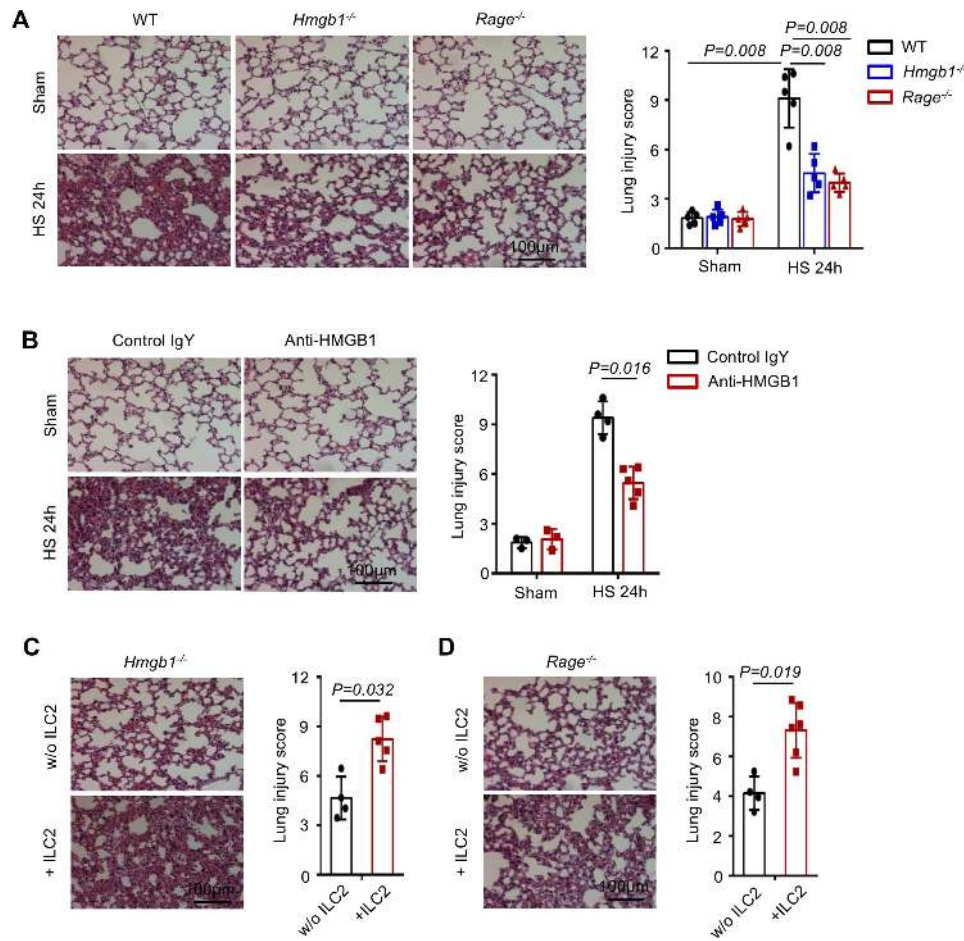 A
WT
Hmgb1-/-
Rage-/-
Sham
HS 24h
100μm
Lung injury score
12
9
6
3
0
P=0.008
P=0.008
P=0.008
Sham
HS 24h
WT
Hmgb1-/-
Rage-/-
B
Control IgY
Anti-HMGB1
Sham
HS 24h
100μm
Lung injury score
12
9
6
3
0
P=0.016
Sham
HS 24h
Control IgY
Anti-HMGB1
C
Hmgb1-/-
w/o ILC2
+ ILC2
100μm
Lung injury score
12
9
6
3
0
P=0.032
w/o ILC2
+ILC2
D
Rage-/-
w/o ILC2
+ ILC2
100μm
Lung injury score
10
8
6
4
2
0
P=0.019
w/o ILC2
+ILC2